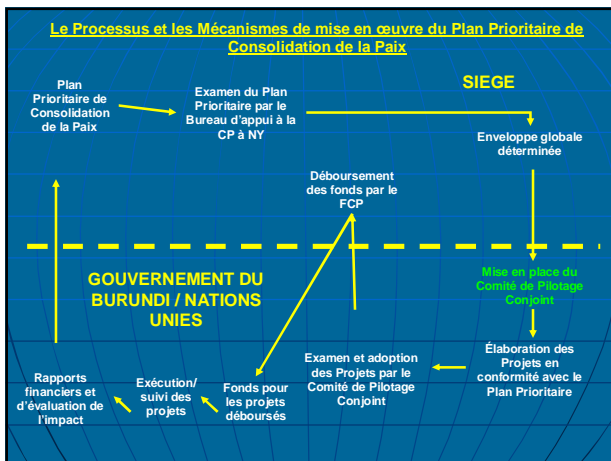 Le Processus et les Mécanismes de mise en œuvre du Plan Prioritaire de
Consolidation de la Paix
SIEGE
Plan
Prioritaire de
Consolidation
de la Paix
Examen du Plan
Prioritaire par le
Bureau d'appui à la
CP à NY
Enveloppe globale
déterminée
Déboursement
des fonds par le
FCP
GOUVERNEMENT DU
BURUNDI / NATIONS
UNIES
Mise en place du
Comité de Pilotage
Conjoint
Élaboration des
Projets en
conformité avec le
Plan Prioritaire
Examen et adoption
des Projets par le
Comité de Pilotage
Conjoint
Fonds pour
les projets
déboursés
Exécution/
suivi des
projets
Rapports
financiers et
d'évaluation de
l'impact